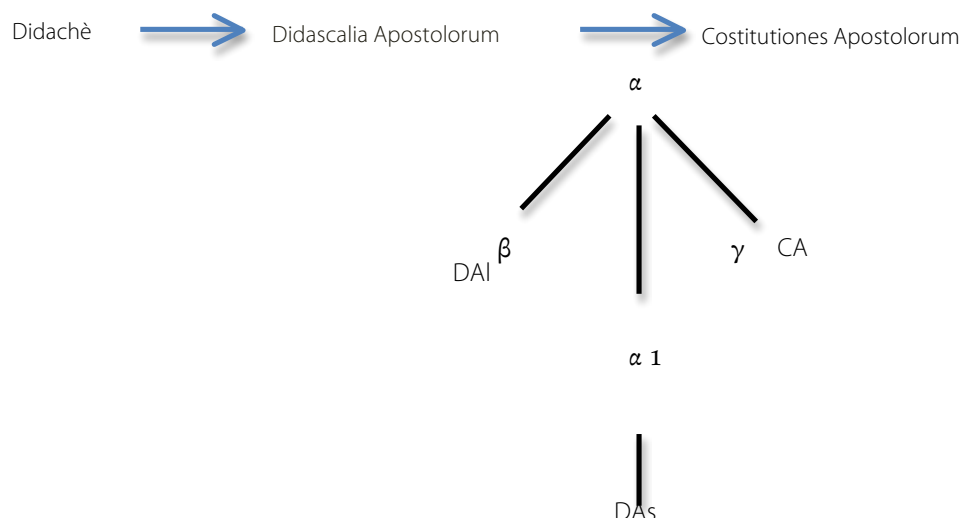 Didachè Didascalia Apostolorum Costitutiones Apostolorum
α
β γ CA
DAl
α 1
DAs